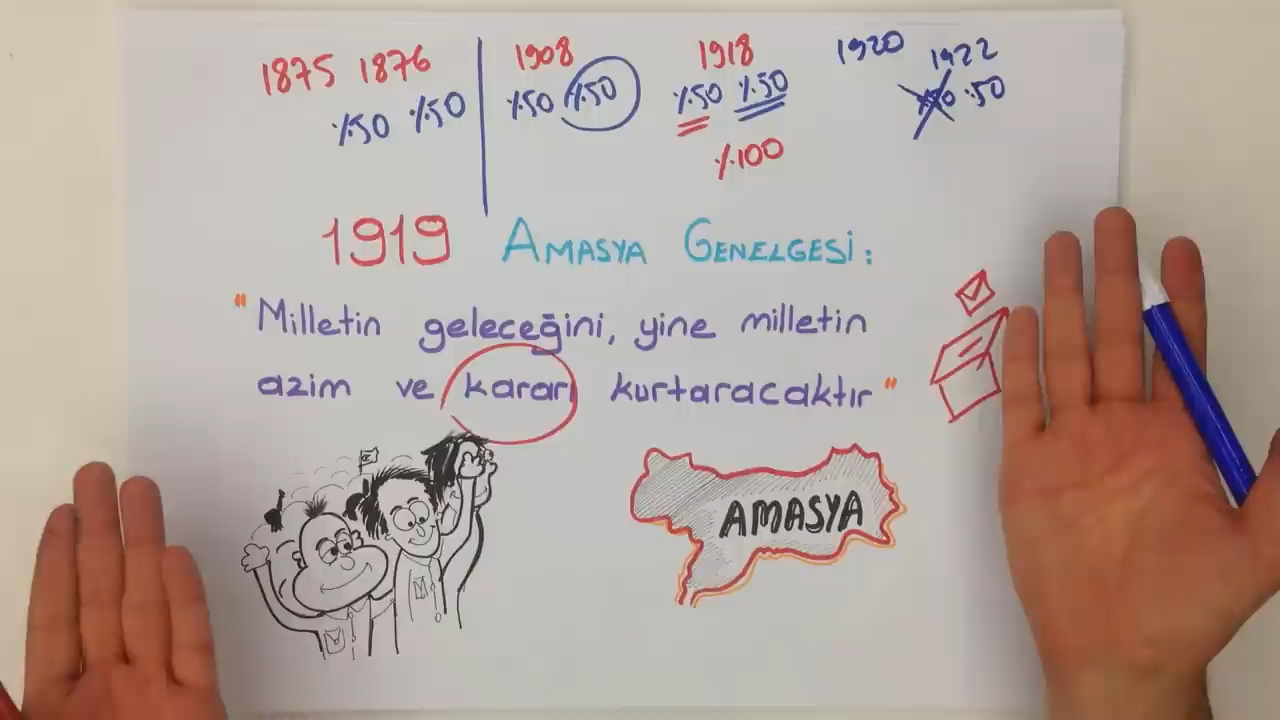 1875 1876 1908 1918 1920 1922
%50 %50 %50 %50 %50 %50 %50
%100
1919 AMASYA GENELGESİ:
"Milletin geleceğini, yine milletin
azim ve kararı kurtaracaktır"
AMASYA